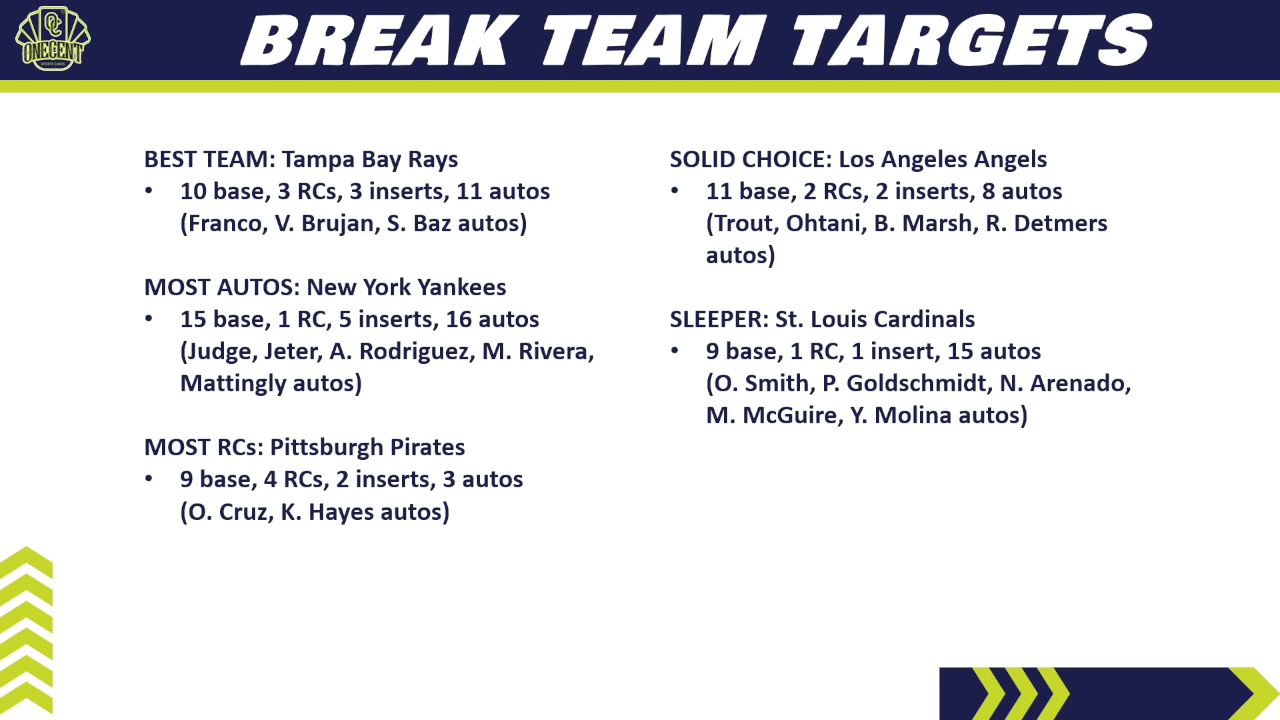 OC
ONEGENT
SPORTS CARDS
BREAK TEAM TARGETS
BEST TEAM: Tampa Bay Rays
• 10 base, 3 RCs, 3 inserts, 11 autos
(Franco, V. Brujan, S. Baz autos)
MOST AUTOS: New York Yankees
• 15 base, 1 RC, 5 inserts, 16 autos
(Judge, Jeter, A. Rodriguez, M. Rivera,
Mattingly autos)
MOST RCs: Pittsburgh Pirates
• 9 base, 4 RCs, 2 inserts, 3 autos
(O. Cruz, K. Hayes autos)
SOLID CHOICE: Los Angeles Angels
• 11 base, 2 RCs, 2 inserts, 8 autos
(Trout, Ohtani, B. Marsh, R. Detmers
autos)
SLEEPER: St. Louis Cardinals
• 9 base, 1 RC, 1 insert, 15 autos
(O. Smith, P. Goldschmidt, N. Arenado,
M. McGuire, Y. Molina autos)